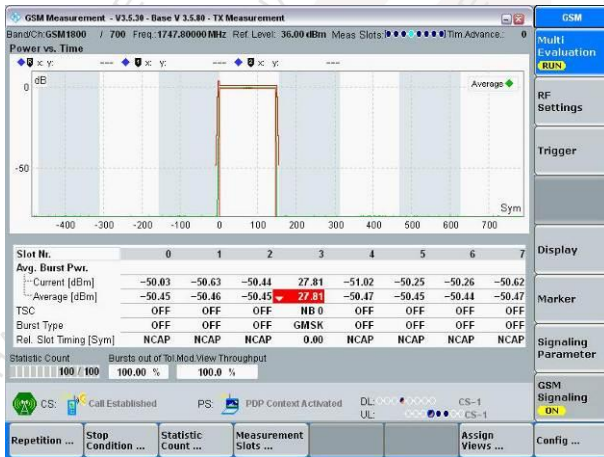 GSM Measurement - V3.5.30 - Base V 3.5.80 - TX Measurement
GSM
Band/Ch:GSM1800 / 700 Freq.:1747.80000 MHz Ref. Level: 36.00 dBm Meas Slots: Tim.Advance.: 0
Multi Evaluation
RUN
Power vs. Time
x: y: --- x: y: --- x: y: ---
dB
Average
0
-50
Sym
-400 -300 -200 -100 0 100 200 300 400 500 600 700
RF Settings
Trigger
Display
Marker
Signaling Parameter
GSM Signaling
ON
Slot Nr. 0 1 2 3 4 5 6 7
Avg. Burst Pwr.
Current [dBm] -50.03 -50.63 -50.44 27.81 -51.02 -50.25 -50.26 -50.62
Average [dBm] -50.45 -50.46 -50.45 27.81 -50.47 -50.45 -50.44 -50.47
TSC OFF OFF OFF NB 0 OFF OFF OFF OFF
Burst Type OFF OFF OFF GMSK OFF OFF OFF OFF
Rel. Slot Timing [Sym] NCAP NCAP NCAP 0.00 NCAP NCAP NCAP NCAP
Statistic Count Bursts out of Tol.Mod.View Throughput
100 / 100 100.00 % 100.0 %
CS: Call Established PS: PDP Context Activated DL: CS-1
UL: CS-1
Repetition ... Stop Condition ... Statistic Count ... Measurement Slots ... Assign Views ... Config ...